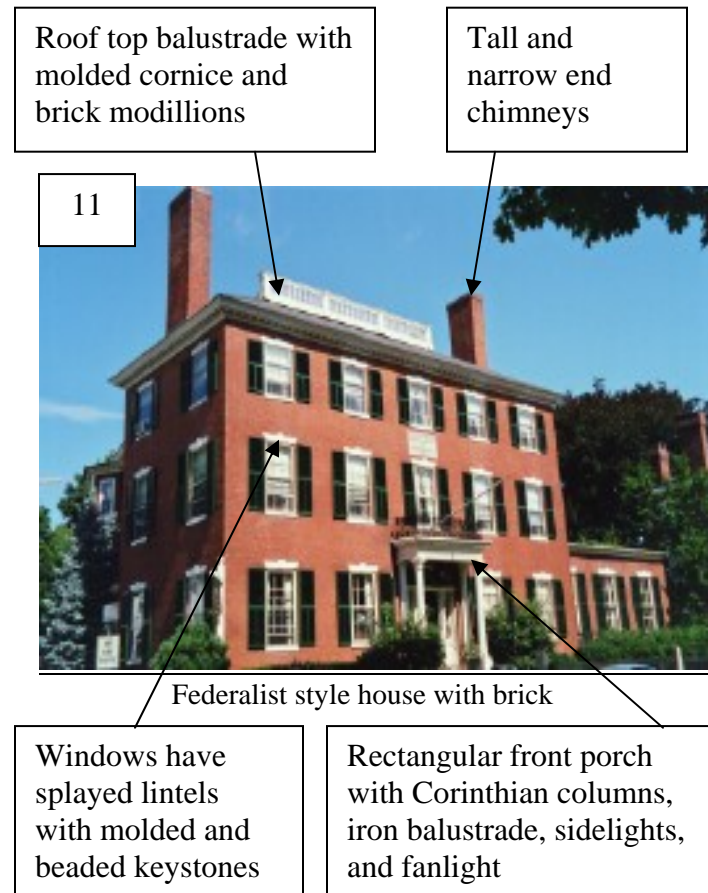 Roof top balustrade with
molded cornice and
brick modillions
Tall and
narrow end
chimneys
11
Federalist style house with brick
Windows have
splayed lintels
with molded and
beaded keystones
Rectangular front porch
with Corinthian columns,
iron balustrade, sidelights,
and fanlight